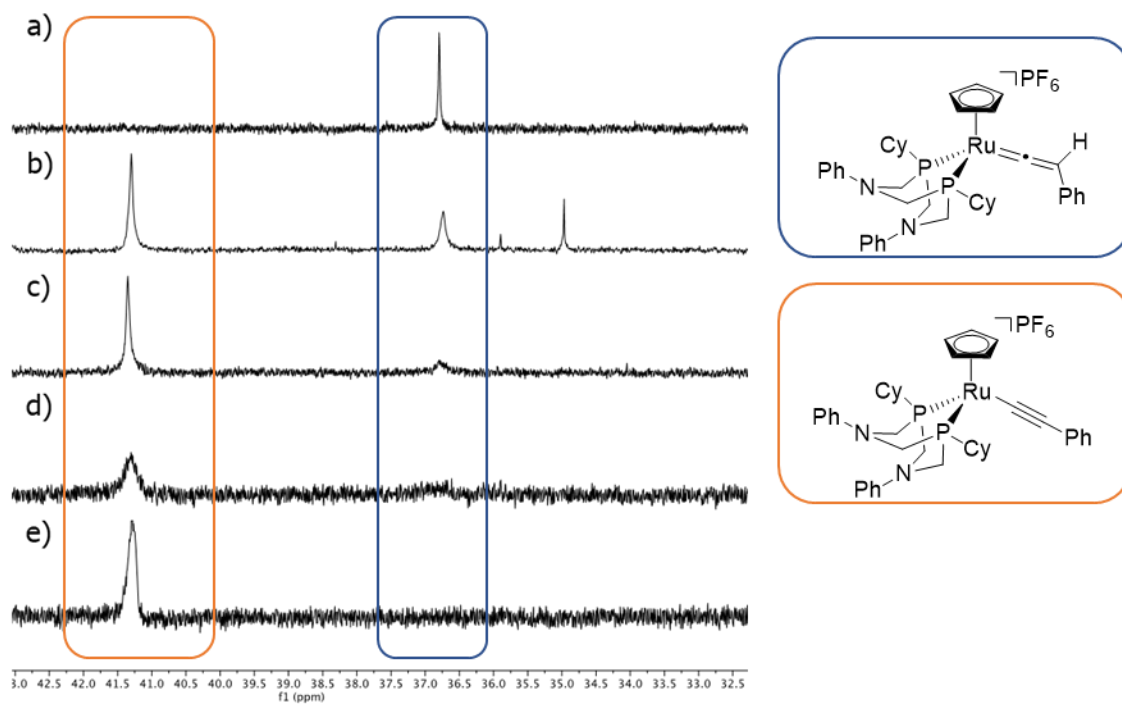 a)
b)
c)
d)
e)
3.0 42.5 42.0 41.5 41.0 40.5 40.0 39.5 39.0 38.5 38.0 37.5 37.0 36.5 36.0 35.5 35.0 34.5 34.0 33.5 33.0 32.5
f1 (ppm)
⌝PF6
Cy
Ru
H
Ph
P
N
P
Ph
Cy
N
Ph
⌝PF6
Cy
Ru
P
Ph
N
P
Ph
Cy
N
Ph